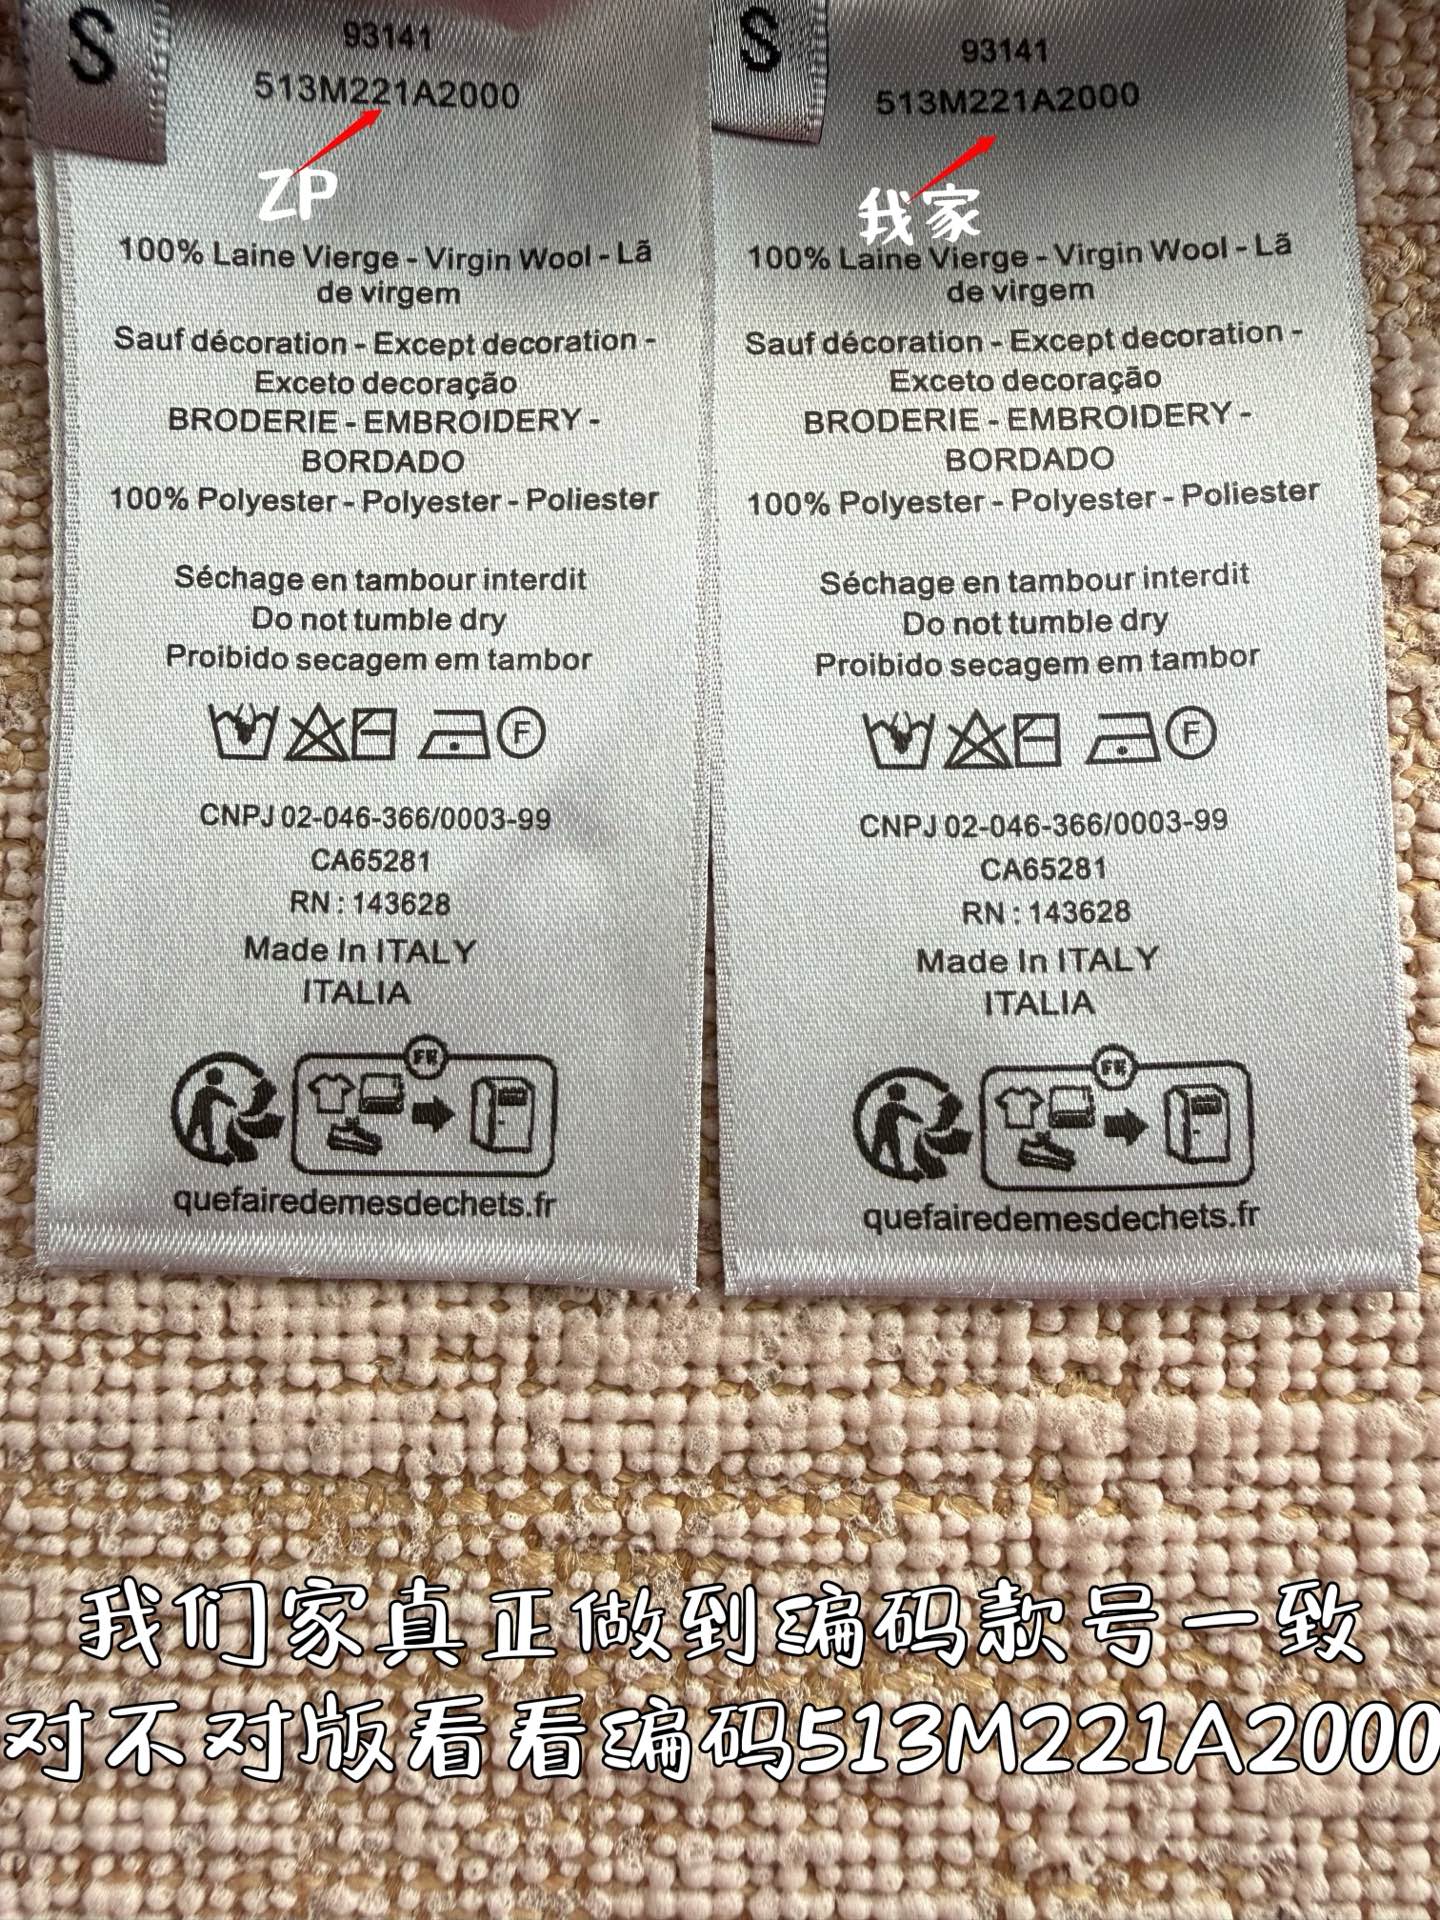 S
93141
513M221A2000
ZP
100% Laine Vierge - Virgin Wool - Lã
de virgem
Sauf décoration - Except decoration -
Exceto decoração
BRODERIE - EMBROIDERY -
BORDADO
100% Polyester - Polyester - Poliester
Séchage en tambour interdit
Do not tumble dry
Proibido secagem em tambor
F
CNPJ 02-046-366/0003-99
CA65281
RN : 143628
Made In ITALY
ITALIA
FR
quefairedemesdechets.fr
S
93141
513M221A2000
我家
100% Laine Vierge - Virgin Wool - Lã
de virgem
Sauf décoration - Except decoration -
Exceto decoração
BRODERIE - EMBROIDERY -
BORDADO
100% Polyester - Polyester - Poliester
Séchage en tambour interdit
Do not tumble dry
Proibido secagem em tambor
F
CNPJ 02-046-366/0003-99
CA65281
RN : 143628
Made In ITALY
ITALIA
FR
quefairedemesdechets.fr
我们家真正做到编码款号一致
对不对版看看编码513M221A2000